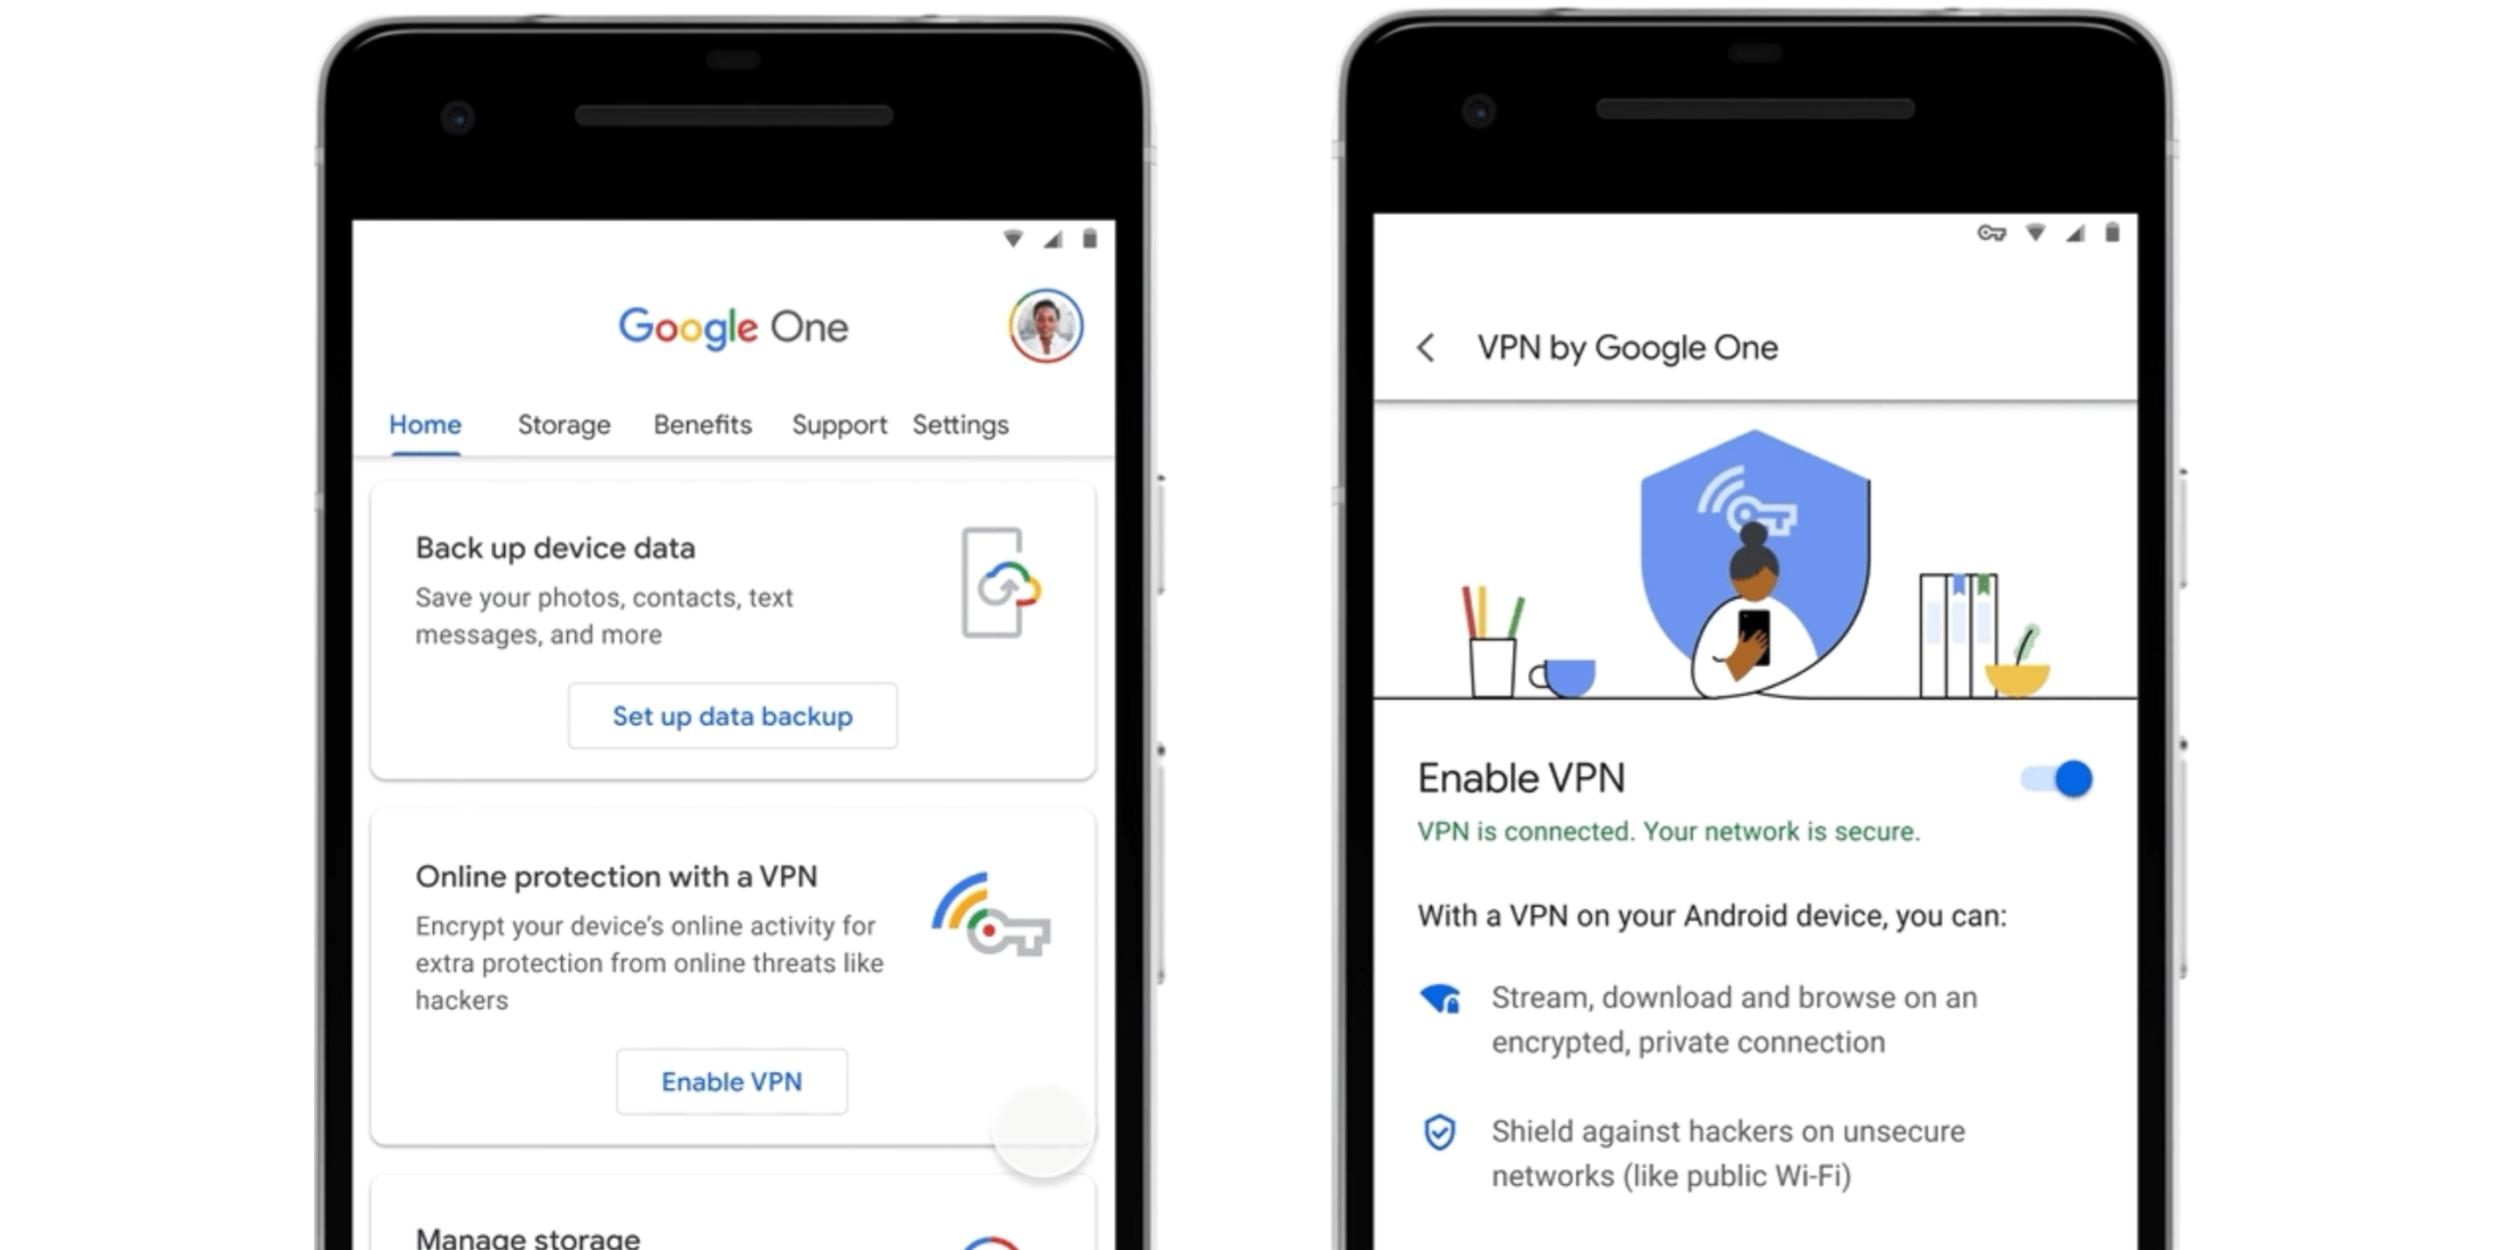 Google One
Home Storage Benefits Support Settings
Back up device data
Save your photos, contacts, text
messages, and more
Set up data backup
Online protection with a VPN
Encrypt your device’s online activity for
extra protection from online threats like
hackers
Enable VPN
Manage storage
VPN by Google One
Enable VPN
VPN is connected. Your network is secure.
With a VPN on your Android device, you can:
Stream, download and browse on an
encrypted, private connection
Shield against hackers on unsecure
networks (like public Wi-Fi)